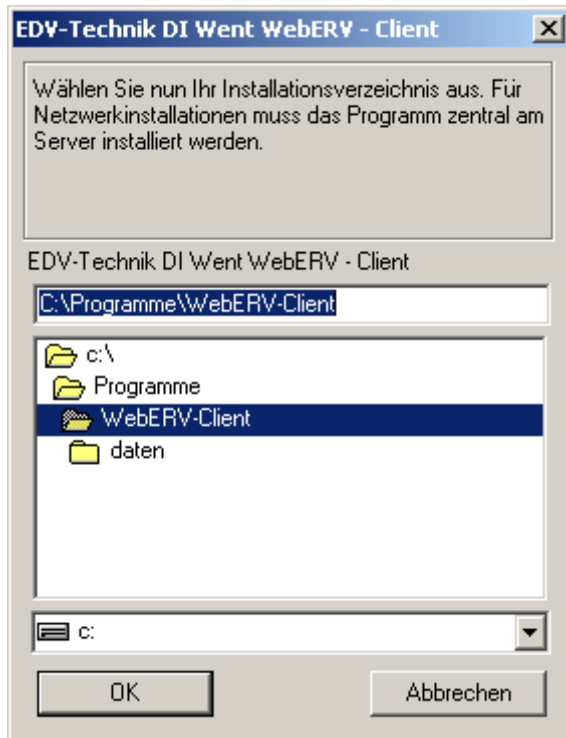 EDV-Technik DI Went WebERV - Client
Wählen Sie nun Ihr Installationsverzeichnis aus. Für
Netzwerkinstallationen muss das Programm zentral am
Server installiert werden.
EDV-Technik DI Went WebERV - Client
C:\Programme\WebERV-Client
c:\
Programme
WebERV-Client
daten
c:
OK
Abbrechen